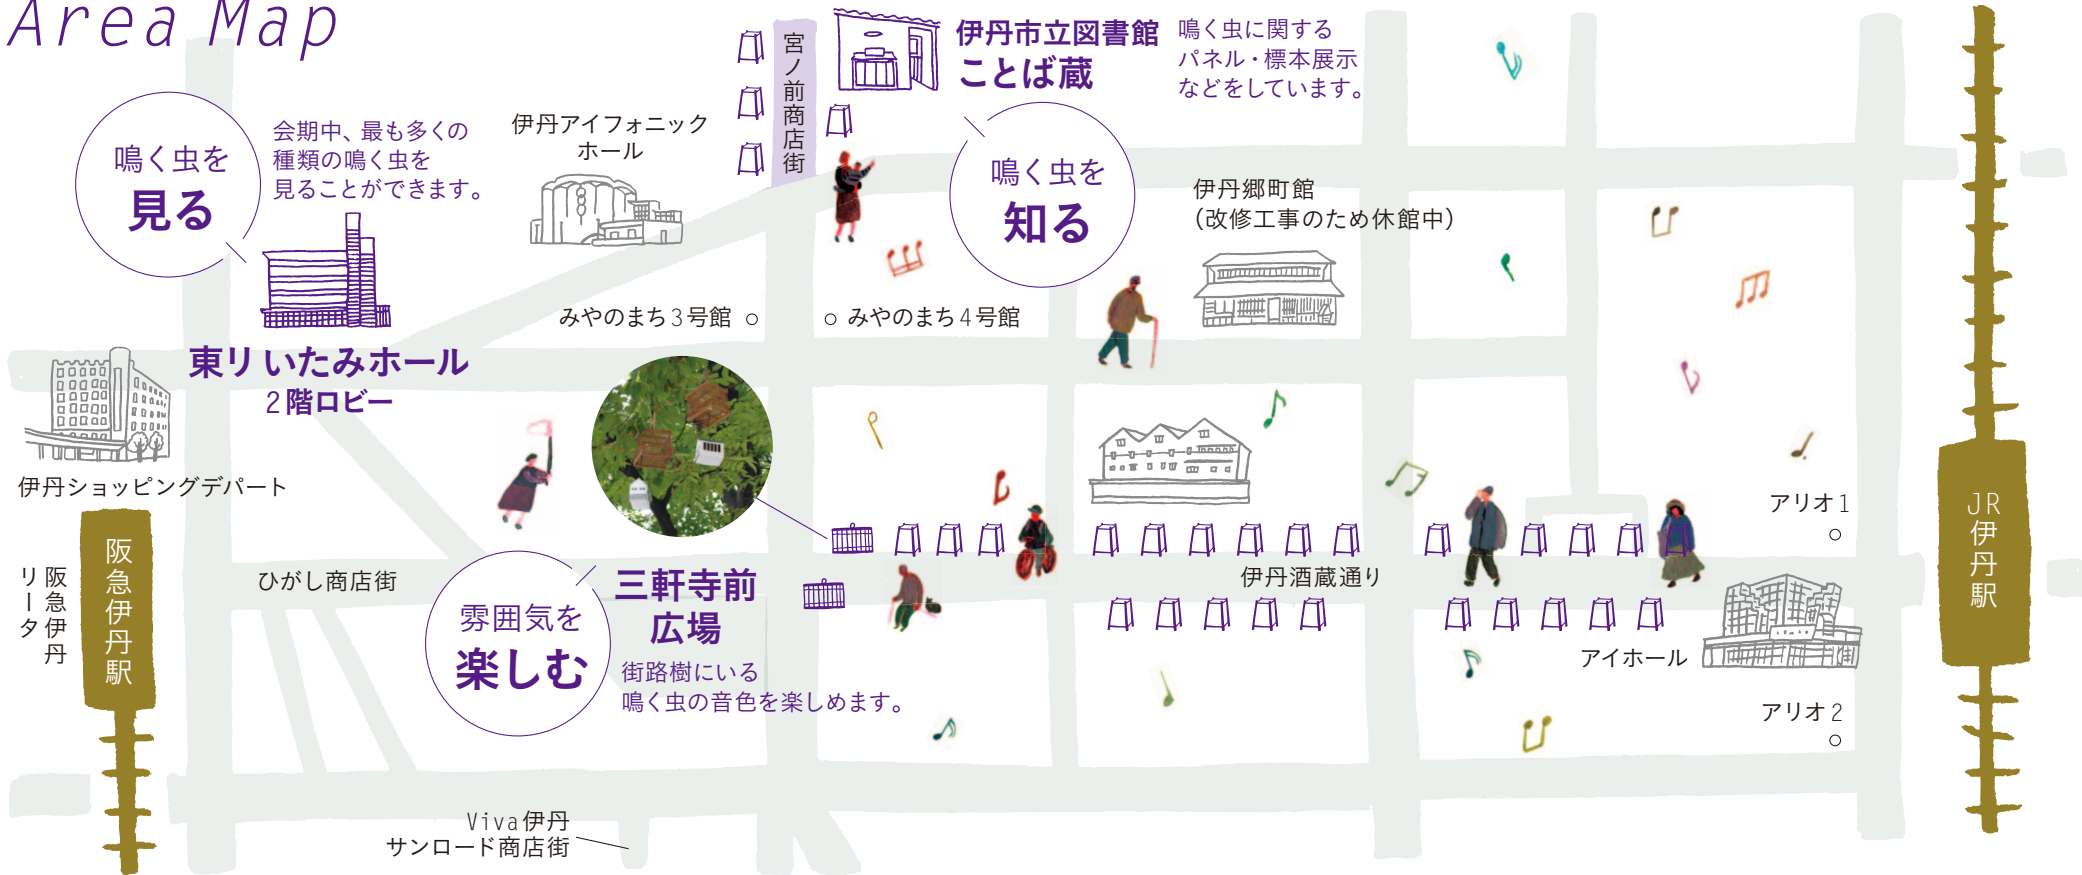 Area Map
鳴く虫を
見る
会期中、最も多くの
種類の鳴く虫を
見ることができます。
東リ いたみホール
2階ロビー
伊丹アイフォニック
ホール
宮ノ前商店街
伊丹市立図書館
ことば蔵
鳴く虫に関する
パネル・標本展示
などをしています。
鳴く虫を
知る
伊丹郷町館
（改修工事のため休館中）
みやのまち3号館
みやのまち4号館
伊丹ショッピングデパート
阪急伊丹駅
阪急伊丹
リータ
ひがし商店街
雰囲気を
楽しむ
三軒寺前
広場
街路樹にいる
鳴く虫の音色を楽しめます。
伊丹酒蔵通り
アリオ1
JR伊丹駅
アイホール
アリオ2
Viva伊丹
サンロード商店街